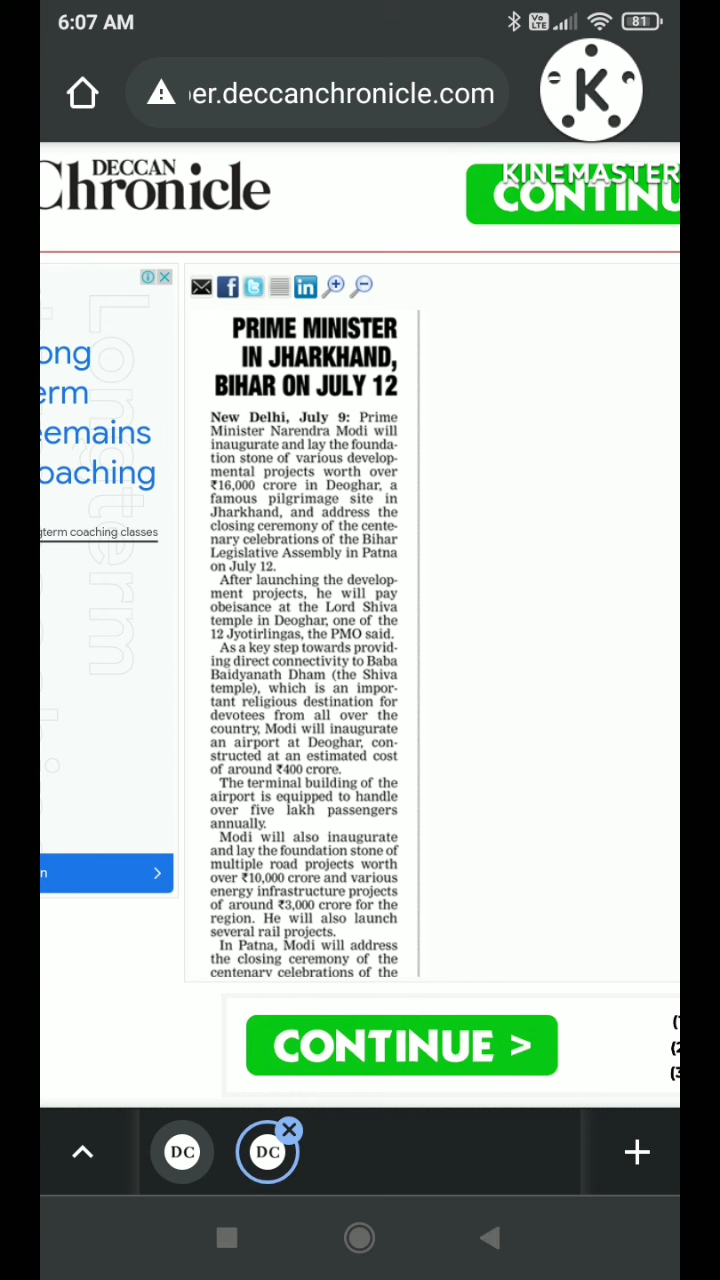 6:07 AM
Vo LTE
81
er.deccanchronicle.com
K
KINEMASTER
DECCAN
Chronicle
CONTINU
ong
erm
emains
oaching
gterm coaching classes
Longterm
n
PRIME MINISTER
IN JHARKHAND,
BIHAR ON JULY 12
New Delhi, July 9: Prime
Minister Narendra Modi will
inaugurate and lay the founda-
tion stone of various develop-
mental projects worth over
₹16,000 crore in Deoghar, a
famous pilgrimage site in
Jharkhand, and address the
closing ceremony of the cente-
nary celebrations of the Bihar
Legislative Assembly in Patna
on July 12.
After launching the develop-
ment projects, he will pay
obeisance at the Lord Shiva
temple in Deoghar, one of the
12 Jyotirlingas, the PMO said.
As a key step towards provid-
ing direct connectivity to Baba
Baidyanath Dham (the Shiva
temple), which is an impor-
tant religious destination for
devotees from all over the
country, Modi will inaugurate
an airport at Deoghar, con-
structed at an estimated cost
of around ₹400 crore.
The terminal building of the
airport is equipped to handle
over five lakh passengers
annually.
Modi will also inaugurate
and lay the foundation stone of
multiple road projects worth
over ₹10,000 crore and various
energy infrastructure projects
of around ₹3,000 crore for the
region. He will also launch
several rail projects.
In Patna, Modi will address
the closing ceremony of the
centenary celebrations of the
CONTINUE >
(1
(2
(3
DC
DC